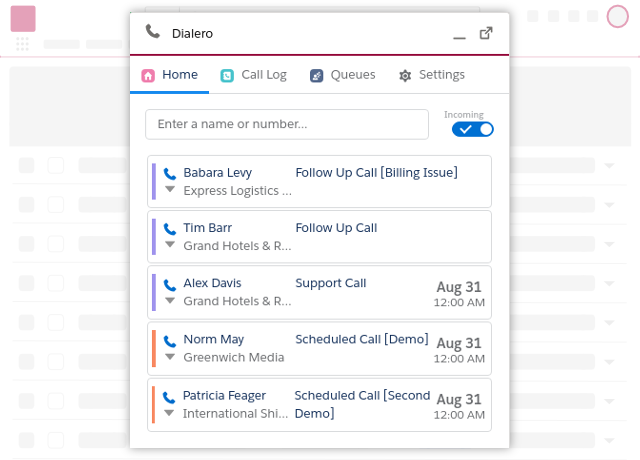 Dialero
Home Call Log Queues Settings
Enter a name or number...
Incoming
Babara Levy Follow Up Call [Billing Issue]
Express Logistics ...
Tim Barr Follow Up Call
Grand Hotels & R...
Alex Davis Support Call Aug 31
Grand Hotels & R... 12:00 AM
Norm May Scheduled Call [Demo] Aug 31
Greenwich Media 12:00 AM
Patricia Feager Scheduled Call [Second Aug 31
International Shi... Demo] 12:00 AM